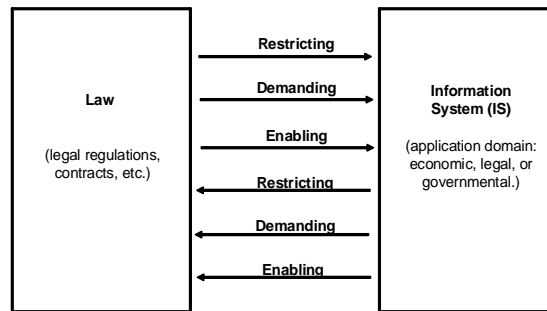 Law
(legal regulations,
contracts, etc.)
Restricting
Demanding
Enabling
Restricting
Demanding
Enabling
Information
System (IS)
(application domain:
economic, legal, or
governmental.)